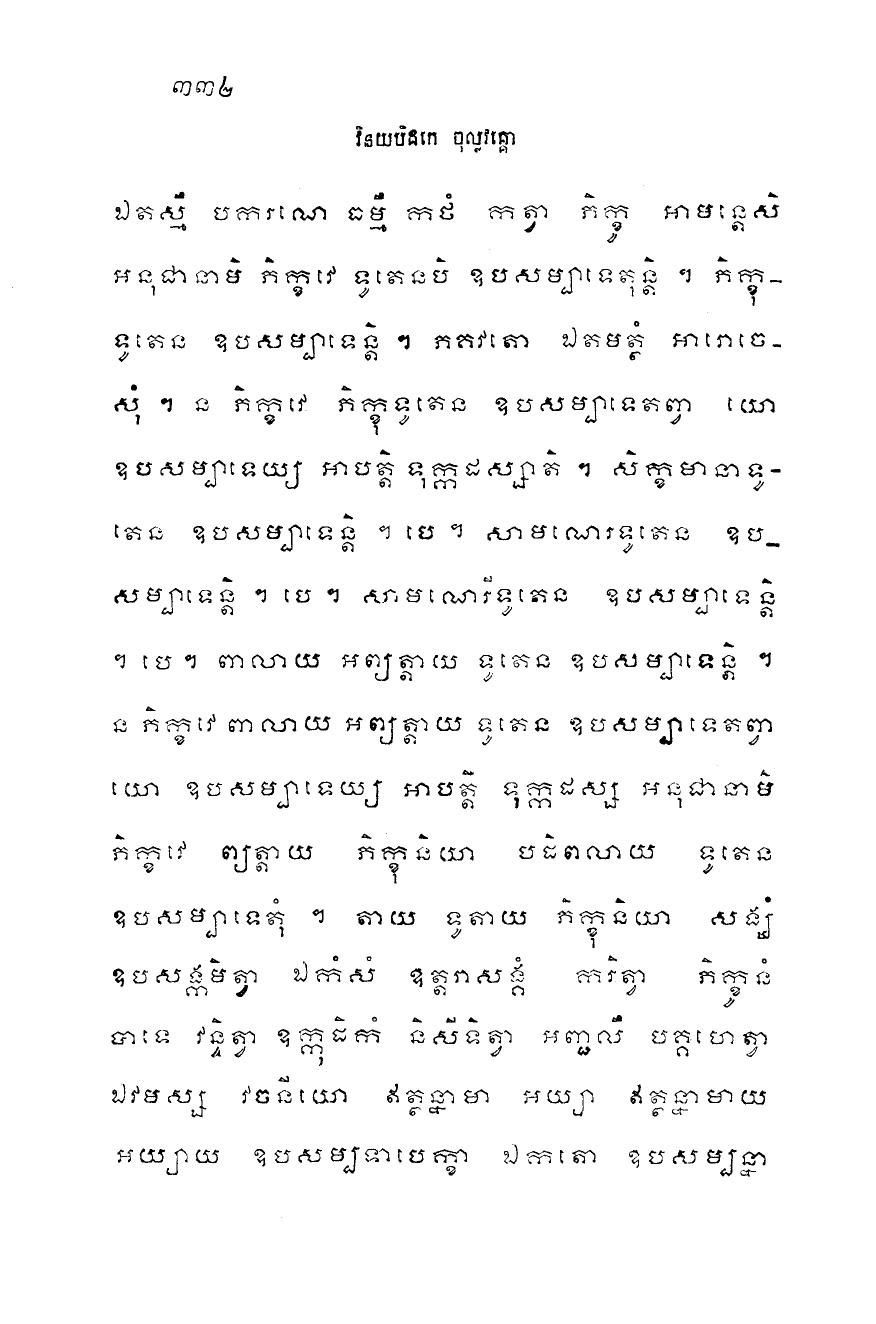 ៣៣៤
វិនយបិដកេ ចុល្លវគ្គោ
ឯតស្មឹ បករណេ ធម្មឹ កថំ កត្វា ភិក្ខូ អាមន្តេសិ
អនុជានាមិ ភិក្ខវេ ទូតេនបិ ឧបសម្បាទេតុន្តិ ។ ភិក្ខុ-
ទូតេន ឧបសម្បាទេន្តិ ។ ភគវតោ ឯតមត្ថំ អារោចេ-
សុំ ។ ន ភិក្ខវេ ភិក្ខុទូតេន ឧបសម្បាទេតព្វា យោ
ឧបសម្បាទេយ្យ អាបត្តិ ទុក្កដស្សាតិ ។ សិក្ខមានាទូ-
តេន ឧបសម្បាទេន្តិ ។ បេ ។ សាមណេរទូតេន ឧប-
សម្បាទេន្តិ ។ បេ ។ សាមណេរីទូតេន ឧបសម្បាទេន្តិ
។ បេ ។ ពាលាយ អព្យត្តាយ ទូតេន ឧបសម្បាទេន្តិ ។
ន ភិក្ខវេ ពាលាយ អព្យត្តាយ ទូតេន ឧបសម្បាទេតព្វា
យោ ឧបសម្បាទេយ្យ អាបត្តិ ទុក្កដស្ស អនុជានាមិ
ភិក្ខវេ ព្យត្តាយ ភិក្ខុនិយា បដិពលាយ ទូតេន
ឧបសម្បាទេតុំ ។ តាយ ទូតាយ ភិក្ខុនិយា សង្ឃំ
ឧបសង្កមិត្វា ឯកំសំ ឧត្តរាសង្គំ ករិត្វា ភិក្ខូនំ
បាទេ វន្ទិត្វា ឧក្កុដិកំ និសីទិត្វា អញ្ជលឹ បគ្គហេត្វា
ឯវមស្ស វចនីយោ ឥត្ថន្នាមា អយ្យា ឥត្ថន្នាមាយ
អយ្យាយ ឧបសម្បទាបេក្ខា ឯកតោ ឧបសម្បន្នា